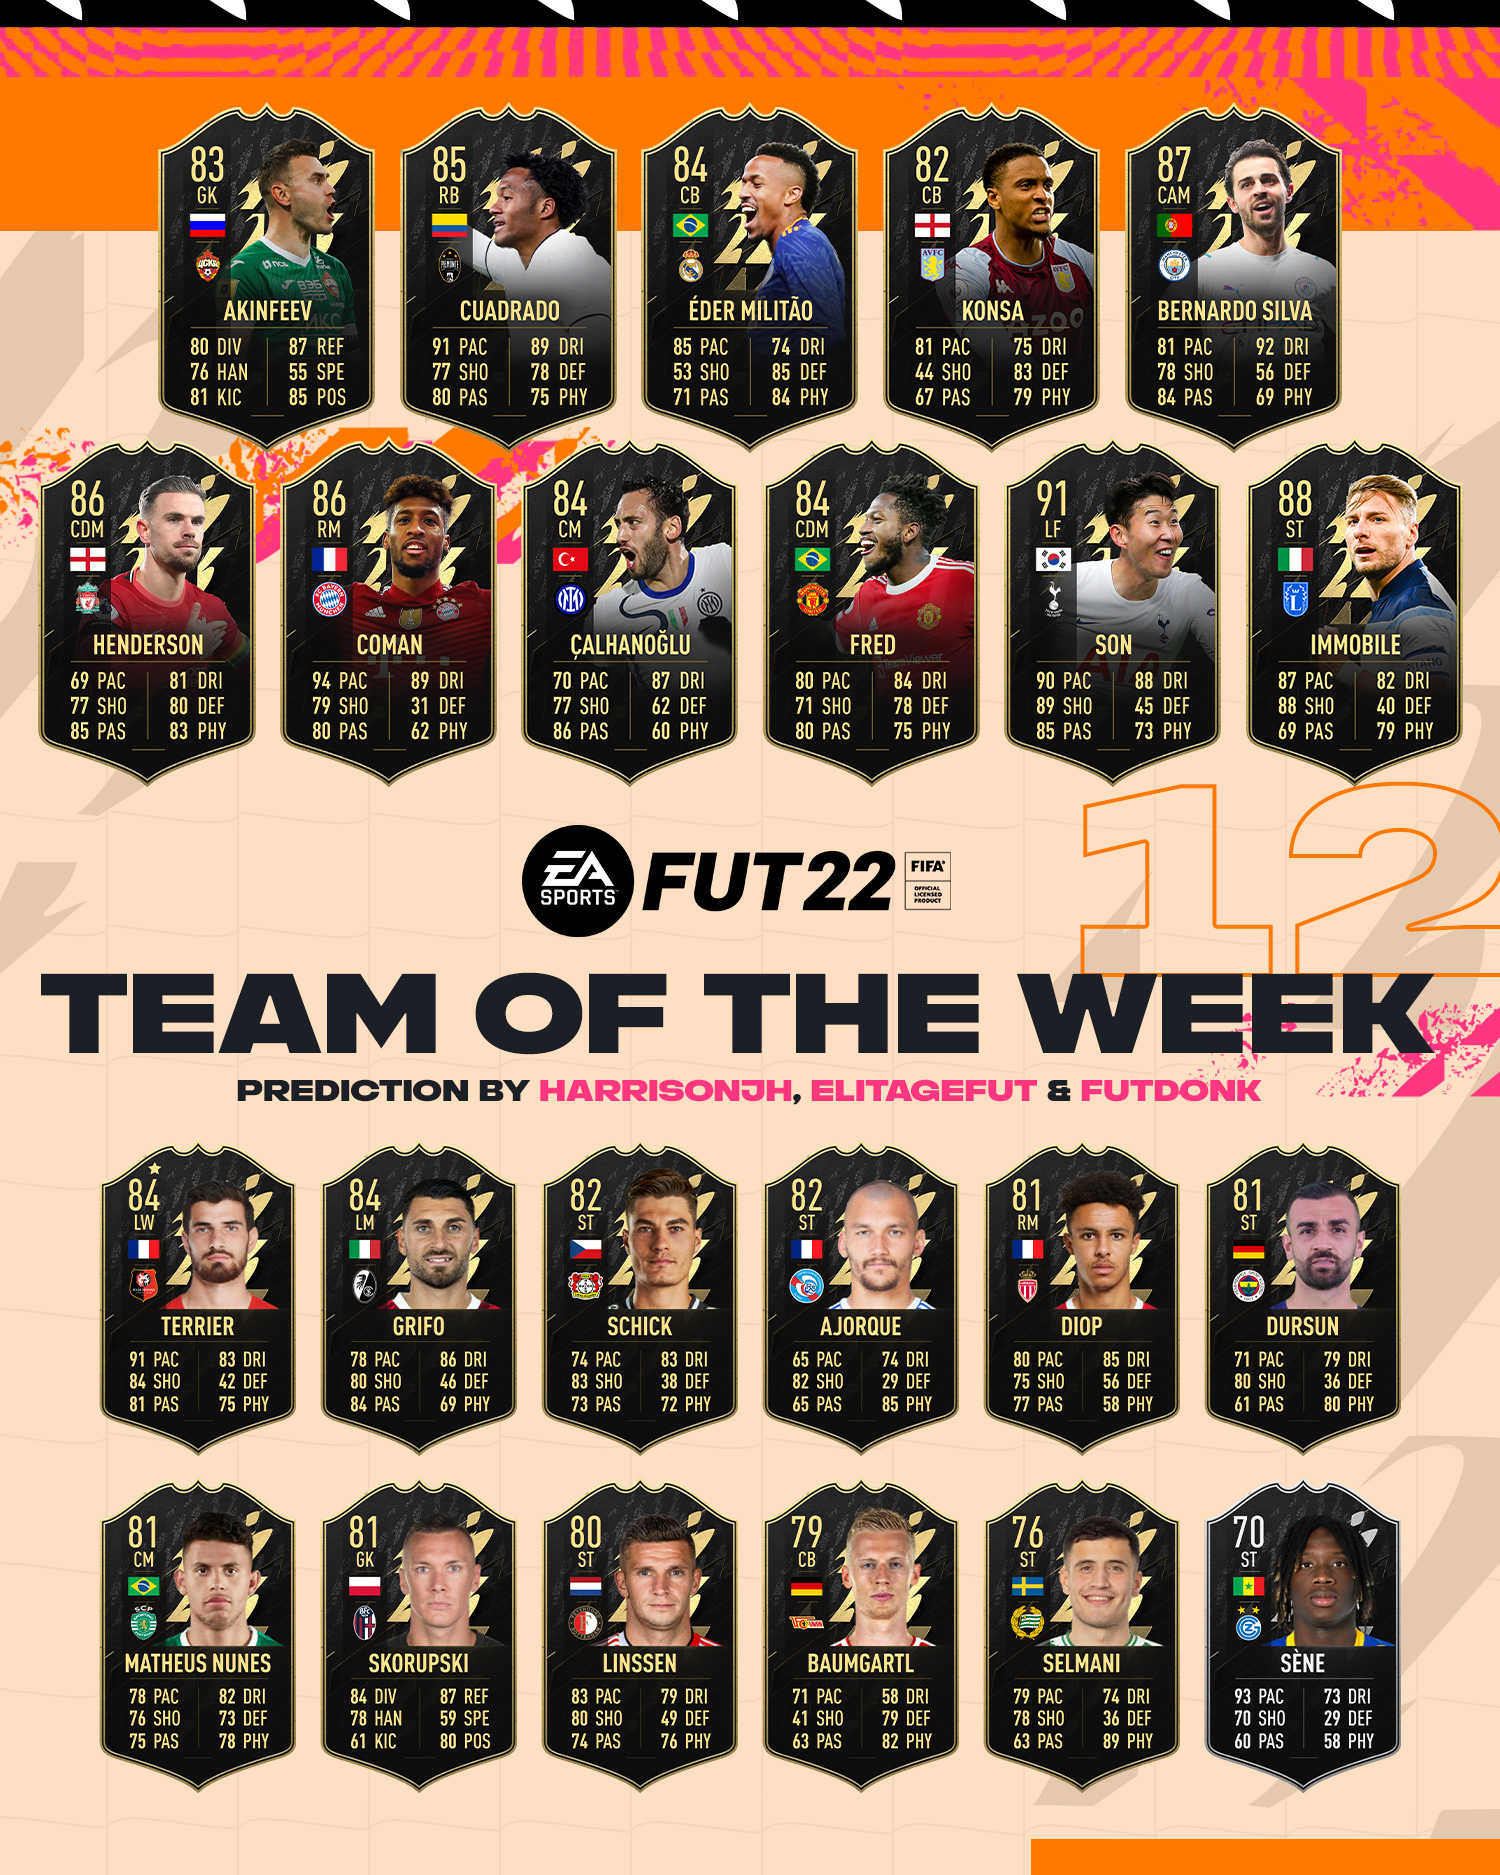 83
GK
AKINFEEV
80 DIV 87 REF
76 HAN 55 SPE
81 KIC 85 POS
85
RB
CUADRADO
91 PAC 89 DRI
77 SHO 78 DEF
80 PAS 75 PHY
84
CB
ÉDER MILITÃO
85 PAC 74 DRI
53 SHO 85 DEF
71 PAS 84 PHY
82
CB
KONSA
81 PAC 75 DRI
44 SHO 83 DEF
67 PAS 79 PHY
87
CAM
BERNARDO SILVA
81 PAC 92 DRI
78 SHO 56 DEF
84 PAS 69 PHY
86
CDM
HENDERSON
69 PAC 81 DRI
77 SHO 80 DEF
85 PAS 83 PHY
86
RM
COMAN
94 PAC 89 DRI
79 SHO 31 DEF
80 PAS 62 PHY
84
CM
ÇALHANOĞLU
70 PAC 87 DRI
77 SHO 62 DEF
86 PAS 60 PHY
84
CDM
TeamViewer
FRED
80 PAC 84 DRI
71 SHO 78 DEF
80 PAS 75 PHY
91
LF
SON
AIA
90 PAC 88 DRI
89 SHO 45 DEF
85 PAS 73 PHY
88
ST
IMMOBILE
87 PAC 82 DRI
88 SHO 40 DEF
69 PAS 79 PHY
12
EA
SPORTS
FUT 22
FIFA
OFFICIAL
LICENSED
PRODUCT
TEAM OF THE WEEK
PREDICTION BY HARRISONJH, ELITAGEFUT & FUTDONK
84
LW
TERRIER
91 PAC 83 DRI
84 SHO 42 DEF
81 PAS 75 PHY
84
LM
GRIFO
78 PAC 86 DRI
80 SHO 46 DEF
84 PAS 69 PHY
82
ST
SCHICK
74 PAC 83 DRI
83 SHO 38 DEF
73 PAS 72 PHY
82
ST
AJORQUE
65 PAC 74 DRI
82 SHO 29 DEF
65 PAS 85 PHY
81
RM
DIOP
80 PAC 85 DRI
75 SHO 56 DEF
77 PAS 58 PHY
81
ST
DURSUN
71 PAC 79 DRI
80 SHO 36 DEF
61 PAS 80 PHY
81
CM
MATHEUS NUNES
78 PAC 82 DRI
76 SHO 73 DEF
75 PAS 78 PHY
81
GK
SKORUPSKI
84 DIV 87 REF
78 HAN 59 SPE
61 KIC 80 POS
80
ST
LINSSEN
83 PAC 79 DRI
80 SHO 49 DEF
74 PAS 76 PHY
79
CB
BAUMGARTL
71 PAC 58 DRI
41 SHO 79 DEF
63 PAS 82 PHY
76
ST
SELMANI
79 PAC 74 DRI
78 SHO 36 DEF
63 PAS 89 PHY
70
ST
SÈNE
93 PAC 73 DRI
70 SHO 29 DEF
60 PAS 58 PHY